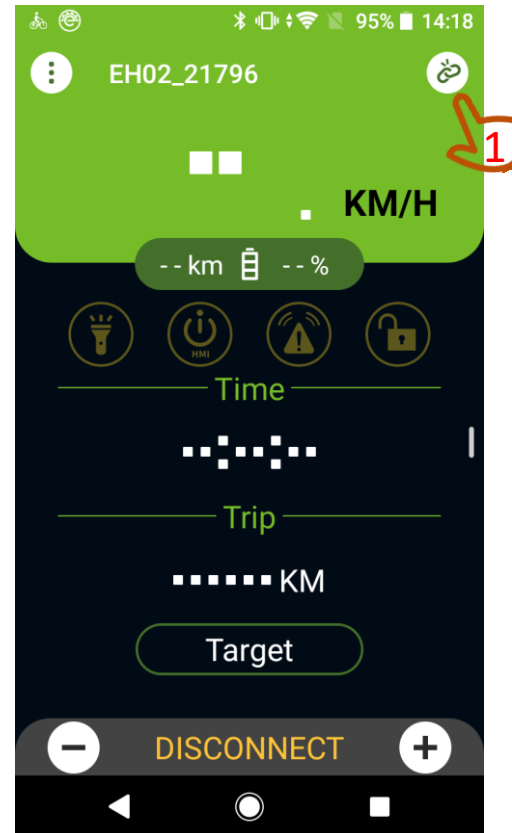 95% 14:18
EH02_21796
1
--
. KM/H
-- km -- %
HMI
Time
--:--:--
Trip
------ KM
Target
− DISCONNECT +